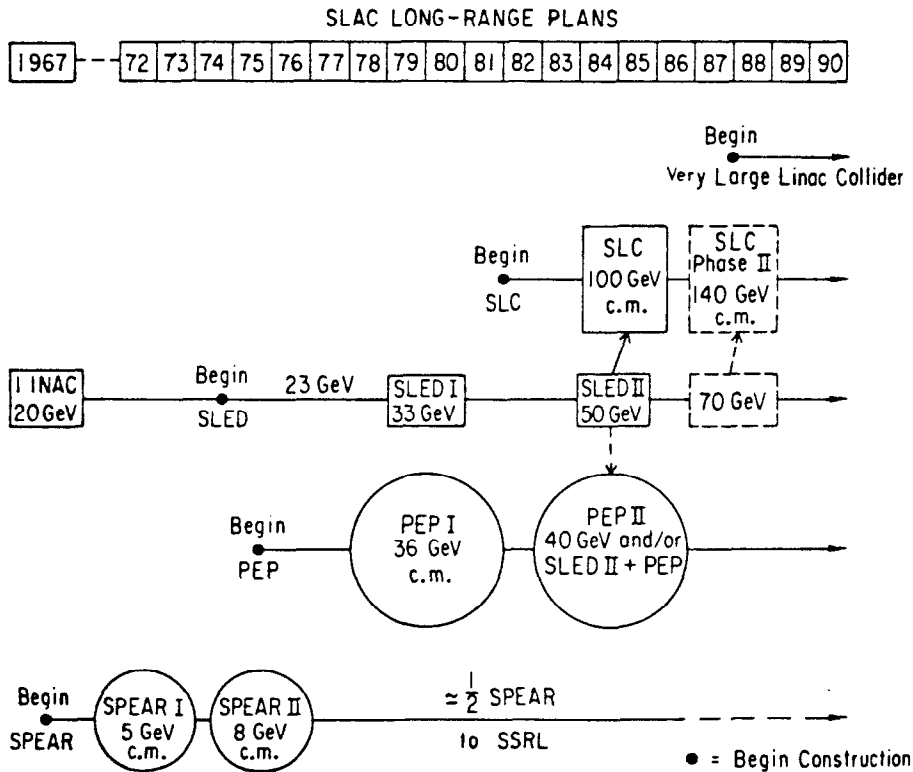 SLAC LONG-RANGE PLANS
1967 72 73 74 75 76 77 78 79 80 81 82 83 84 85 86 87 88 89 90
Begin
Very Large Linac Collider
Begin
SLC
SLC
100 GeV
c.m.
SLC
Phase II
140 GeV
c.m.
LINAC
20 GeV
Begin
SLED
23 GeV
SLED I
33 GeV
SLED II
50 GeV
70 GeV
Begin
PEP
PEP I
36 GeV
c.m.
PEP II
40 GeV and/or
SLED II + PEP
Begin
SPEAR
SPEAR I
5 GeV
c.m.
SPEAR II
8 GeV
c.m.
≃ 1/2 SPEAR
to SSRL
● = Begin Construction